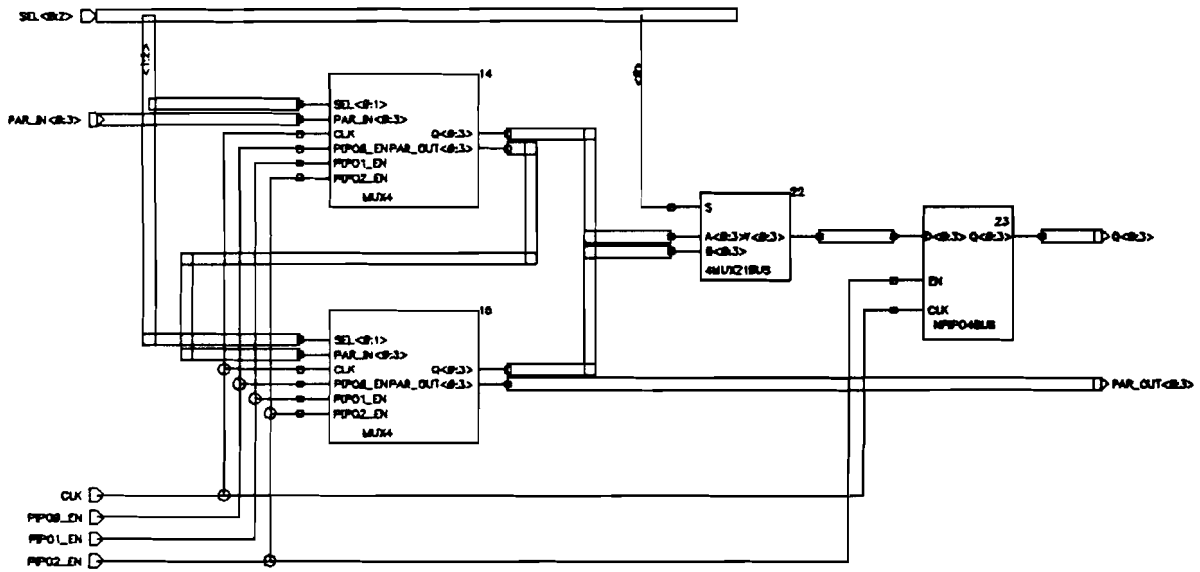 SEL<0:2>
<1:2>
<0>
14
PAR_IN<0:3>
SEL<0:1>
PAR_IN<0:3>
CLK Q<0:3>
PIPO0_EN PAR_OUT<0:3>
PIPO1_EN
PIPO2_EN
MUX4
22
S
A<0:3> Y<0:3>
B<0:3>
4MUX21BUS
23
D<0:3> Q<0:3>
EN
CLK
NPIPO4BUS
Q<0:3>
SEL<0:1>
PAR_IN<0:3>
CLK Q<0:3>
PIPO0_EN PAR_OUT<0:3>
PIPO1_EN
PIPO2_EN
MUX4
PAR_OUT<0:3>
CLK
PIPO0_EN
PIPO1_EN
PIPO2_EN